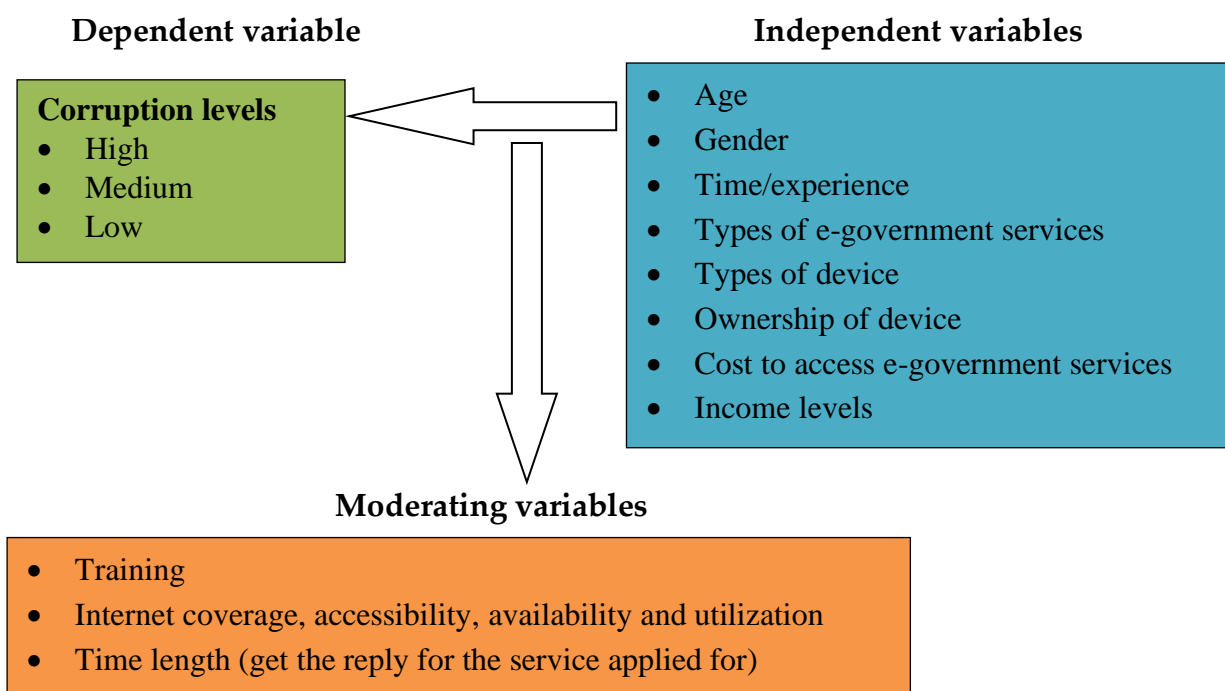 Dependent variable
Corruption levels
• High
• Medium
• Low
Independent variables
• Age
• Gender
• Time/experience
• Types of e-government services
• Types of device
• Ownership of device
• Cost to access e-government services
• Income levels
Moderating variables
• Training
• Internet coverage, accessibility, availability and utilization
• Time length (get the reply for the service applied for)